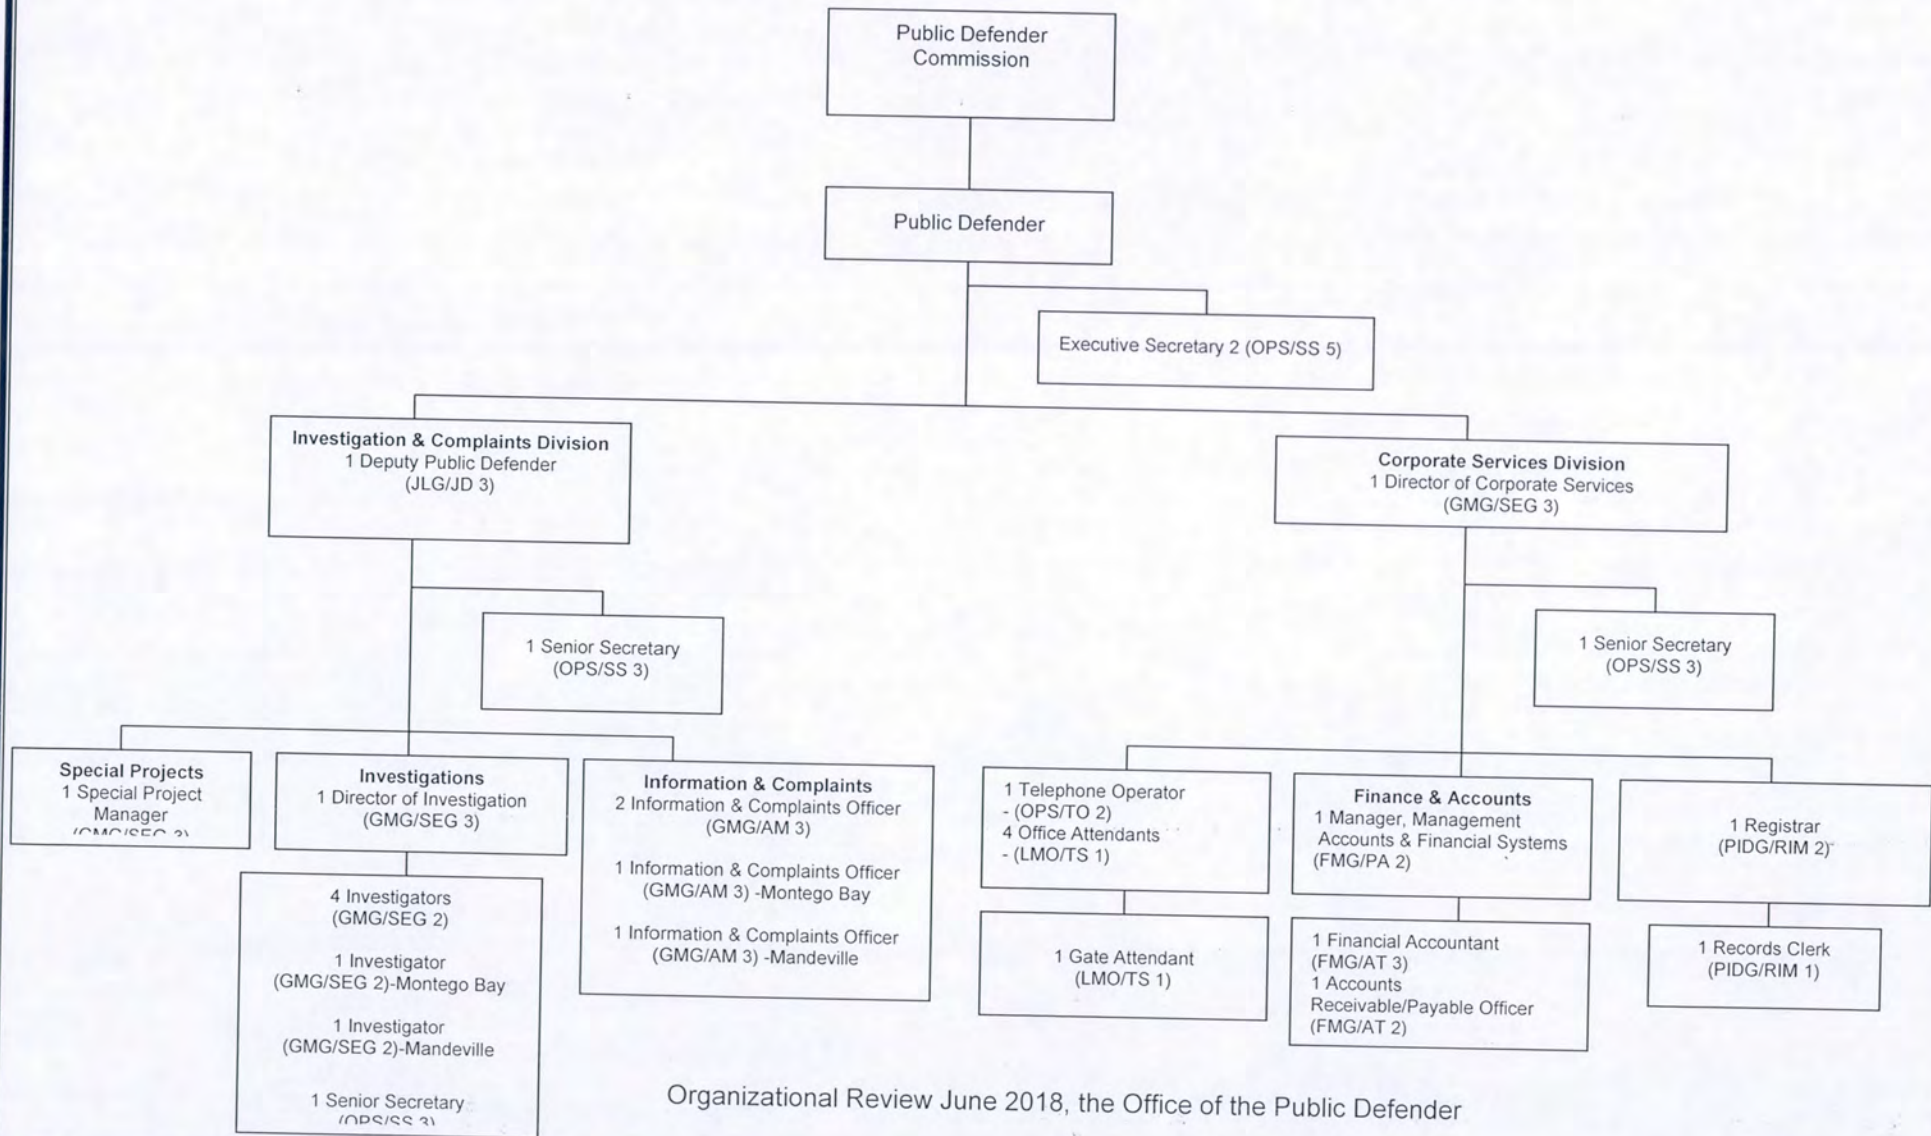 Public Defender
Commission
Public Defender
Executive Secretary 2 (OPS/SS 5)
Investigation & Complaints Division
1 Deputy Public Defender
(JLG/JD 3)
Corporate Services Division
1 Director of Corporate Services
(GMG/SEG 3)
1 Senior Secretary
(OPS/SS 3)
1 Senior Secretary
(OPS/SS 3)
Special Projects
1 Special Project
Manager
Investigations
1 Director of Investigation
(GMG/SEG 3)
Information & Complaints
2 Information & Complaints Officer
(GMG/AM 3)
1 Information & Complaints Officer
(GMG/AM 3) -Montego Bay
1 Information & Complaints Officer
(GMG/AM 3) -Mandeville
1 Telephone Operator
- (OPS/TO 2)
4 Office Attendants
- (LMO/TS 1)
Finance & Accounts
1 Manager, Management
Accounts & Financial Systems
(FMG/PA 2)
1 Registrar
(PIDG/RIM 2)
4 Investigators
(GMG/SEG 2)
1 Investigator
(GMG/SEG 2)-Montego Bay
1 Investigator
(GMG/SEG 2)-Mandeville
1 Senior Secretary
1 Gate Attendant
(LMO/TS 1)
1 Financial Accountant
(FMG/AT 3)
1 Accounts
Receivable/Payable Officer
(FMG/AT 2)
1 Records Clerk
(PIDG/RIM 1)
Organizational Review June 2018, the Office of the Public Defender